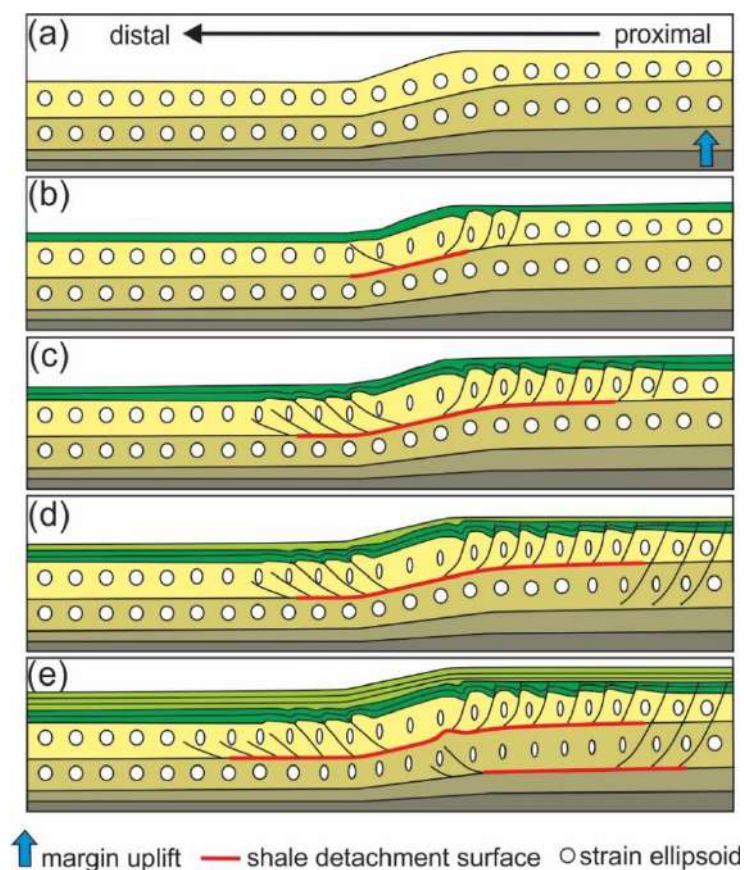 (a)
distal proximal
(b)
(c)
(d)
(e)
margin uplift shale detachment surface strain ellipsoid